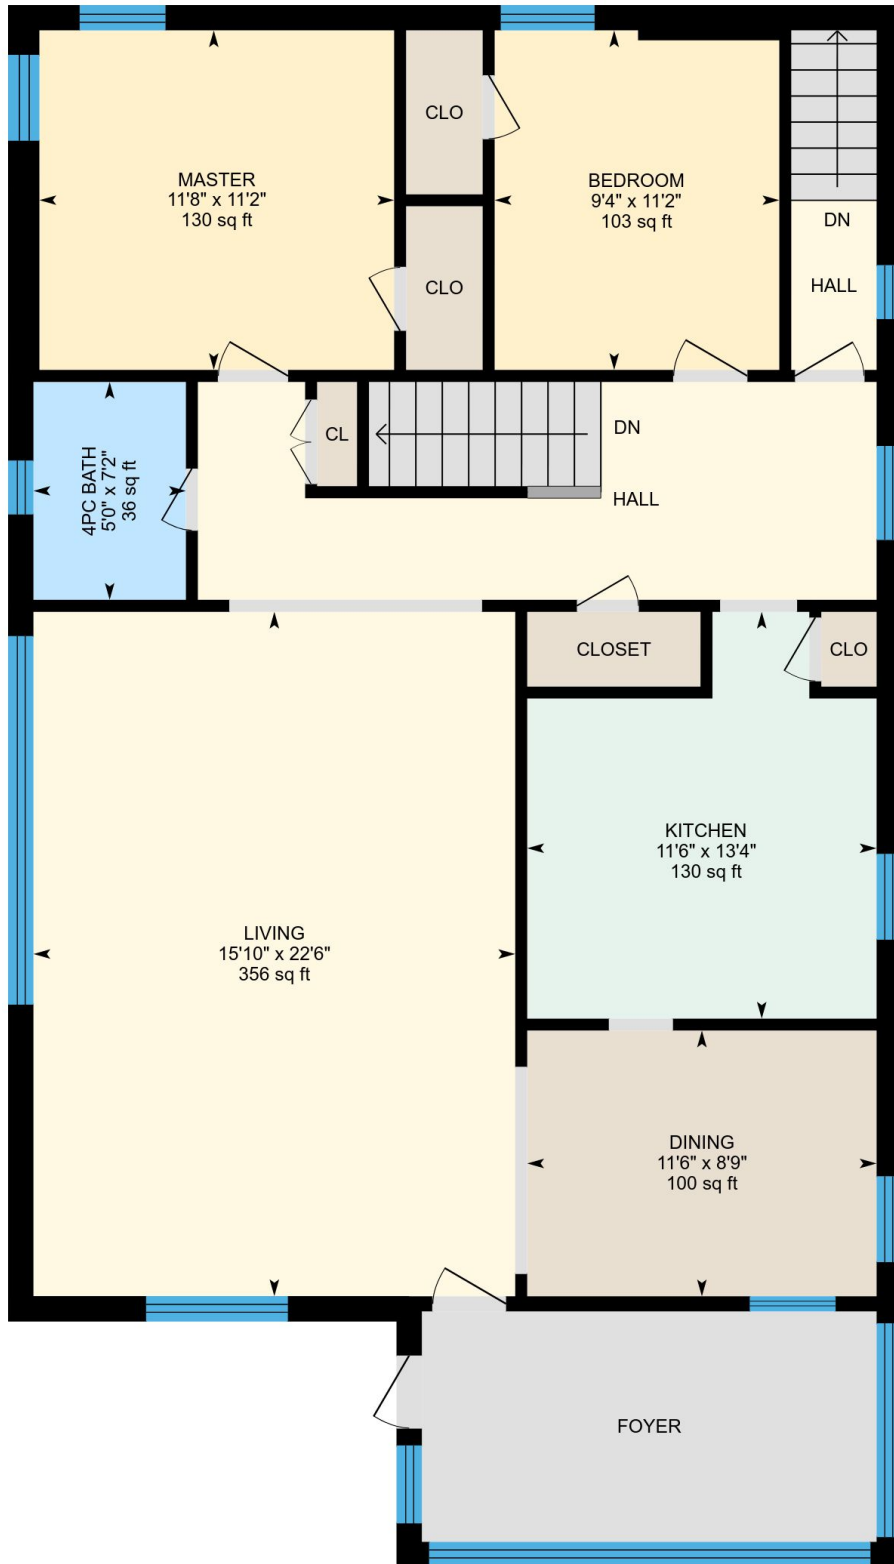 CLO
MASTER
11'8" x 11'2"
130 sq ft
BEDROOM
9'4" x 11'2"
103 sq ft
DN
HALL
CLO
CL
DN
HALL
4PC BATH
5'0" x 7'2"
36 sq ft
CLOSET
CLO
KITCHEN
11'6" x 13'4"
130 sq ft
LIVING
15'10" x 22'6"
356 sq ft
DINING
11'6" x 8'9"
100 sq ft
FOYER